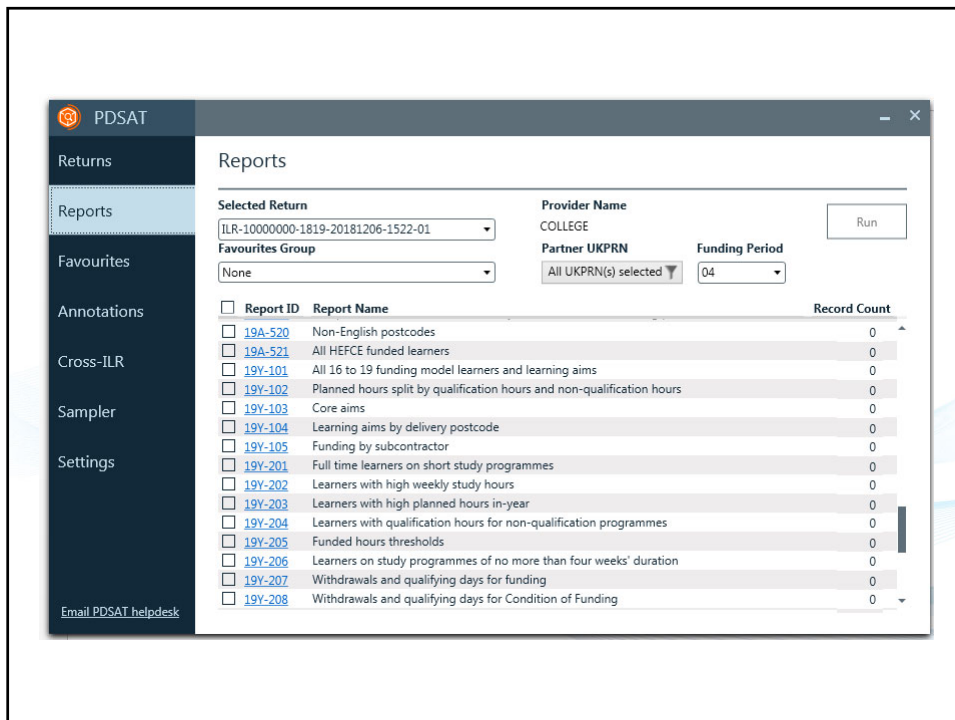 PDSAT
Returns
Reports
Favourites
Annotations
Cross-ILR
Sampler
Settings
Email PDSAT helpdesk
Reports
Selected Return
ILR-10000000-1819-20181206-1522-01
Provider Name
COLLEGE
Run
Favourites Group
None
Partner UKPRN
All UKPRN(s) selected
Funding Period
04
Report ID Report Name Record Count
19A-520 Non-English postcodes 0
19A-521 All HEFCE funded learners 0
19Y-101 All 16 to 19 funding model learners and learning aims 0
19Y-102 Planned hours split by qualification hours and non-qualification hours 0
19Y-103 Core aims 0
19Y-104 Learning aims by delivery postcode 0
19Y-105 Funding by subcontractor 0
19Y-201 Full time learners on short study programmes 0
19Y-202 Learners with high weekly study hours 0
19Y-203 Learners with high planned hours in-year 0
19Y-204 Learners with qualification hours for non-qualification programmes 0
19Y-205 Funded hours thresholds 0
19Y-206 Learners on study programmes of no more than four weeks' duration 0
19Y-207 Withdrawals and qualifying days for funding 0
19Y-208 Withdrawals and qualifying days for Condition of Funding 0